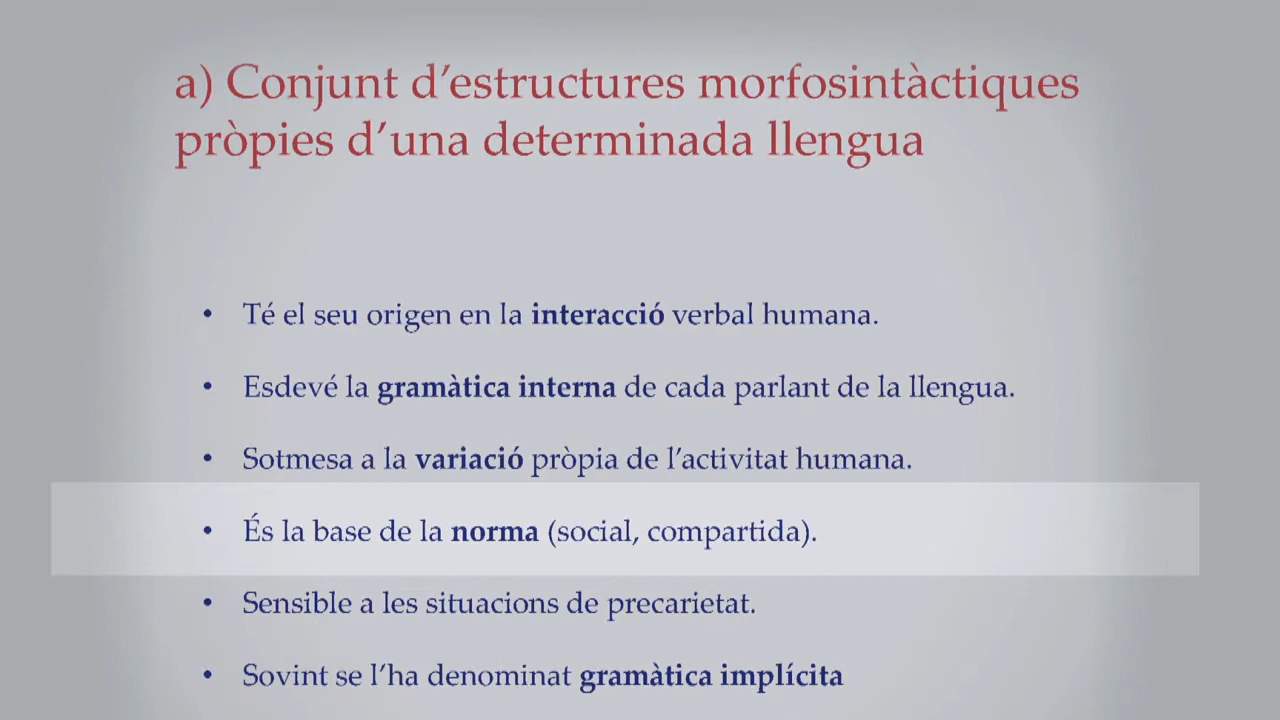 a) Conjunt d’estructures morfosintàctiques
pròpies d’una determinada llengua
• Té el seu origen en la interacció verbal humana.
• Esdevé la gramàtica interna de cada parlant de la llengua.
• Sotmesa a la variació pròpia de l’activitat humana.
• És la base de la norma (social, compartida).
• Sensible a les situacions de precarietat.
• Sovint se l’ha denominat gramàtica implícita